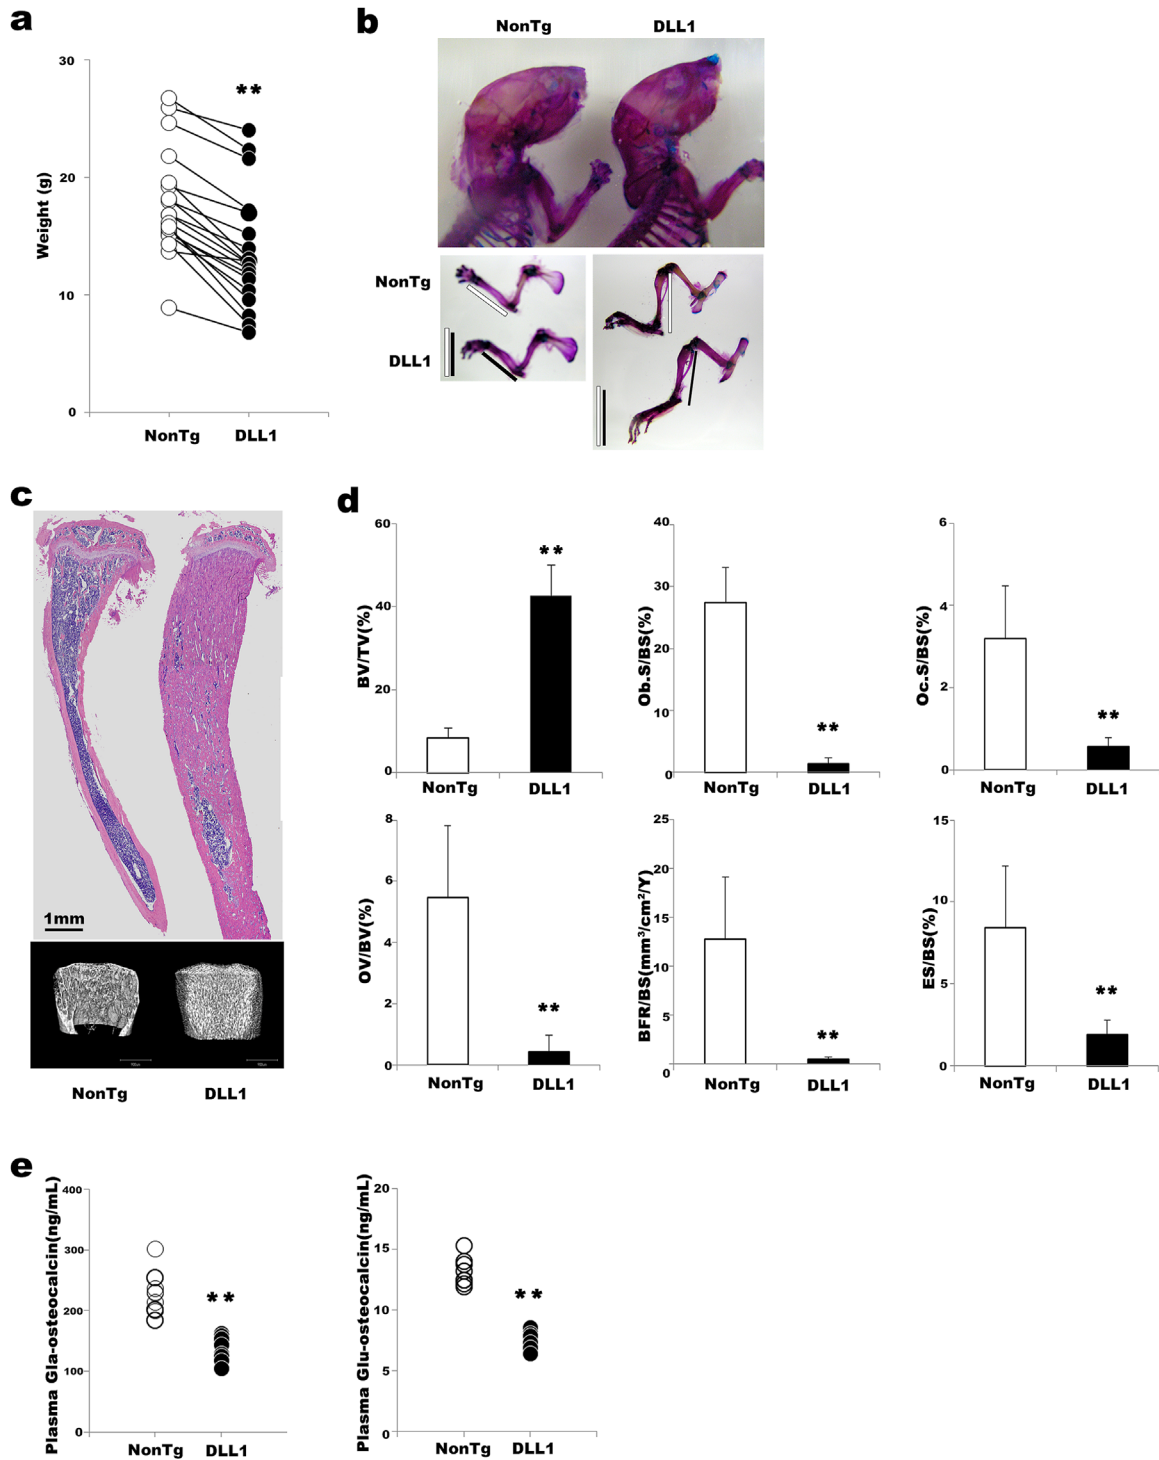 a
30
20
10
0
Weight (g)
**
NonTg DLL1
b
NonTg DLL1
NonTg
DLL1
c
1mm
NonTg DLL1
d
60
40
20
0
BV/TV(%)
**
NonTg DLL1
40
30
20
10
0
Ob.S/BS(%)
**
NonTg DLL1
6
4
2
0
Oc.S/BS(%)
**
NonTg DLL1
8
6
4
2
0
OV/BV(%)
**
NonTg DLL1
25
20
15
10
5
0
BFR/BS(mm³/cm²/Y)
**
NonTg DLL1
15
10
5
0
ES/BS(%)
**
NonTg DLL1
e
400
300
200
100
0
Plasma Gla-osteocalcin(ng/mL)
**
NonTg DLL1
20
15
10
5
0
Plasma Glu-osteocalcin(ng/mL)
**
NonTg DLL1